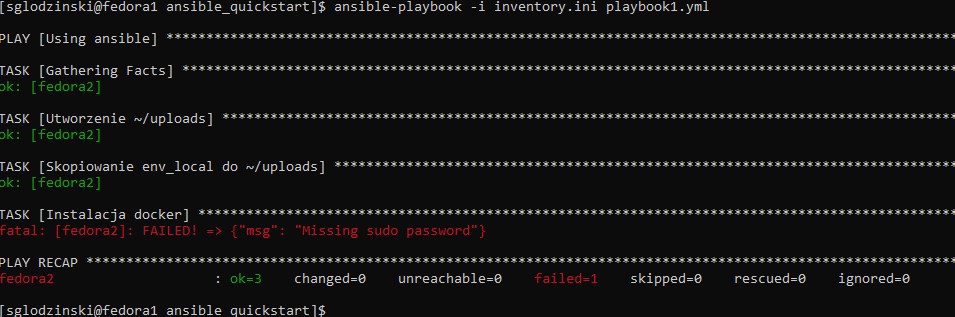 [sglodzinski@fedora1 ansible_quickstart]$ ansible-playbook -i inventory.ini playbook1.yml
PLAY [Using ansible] ***************************************************************************************************
TASK [Gathering Facts] *************************************************************************************************
ok: [fedora2]
TASK [Utworzenie ~/uploads] ********************************************************************************************
ok: [fedora2]
TASK [Skopiowanie env_local do ~/uploads] ******************************************************************************
ok: [fedora2]
TASK [Instalacja docker] ***********************************************************************************************
fatal: [fedora2]: FAILED! => {"msg": "Missing sudo password"}
PLAY RECAP *************************************************************************************************************
fedora2                    : ok=3    changed=0    unreachable=0    failed=1    skipped=0    rescued=0    ignored=0
[sglodzinski@fedora1 ansible_quickstart]$